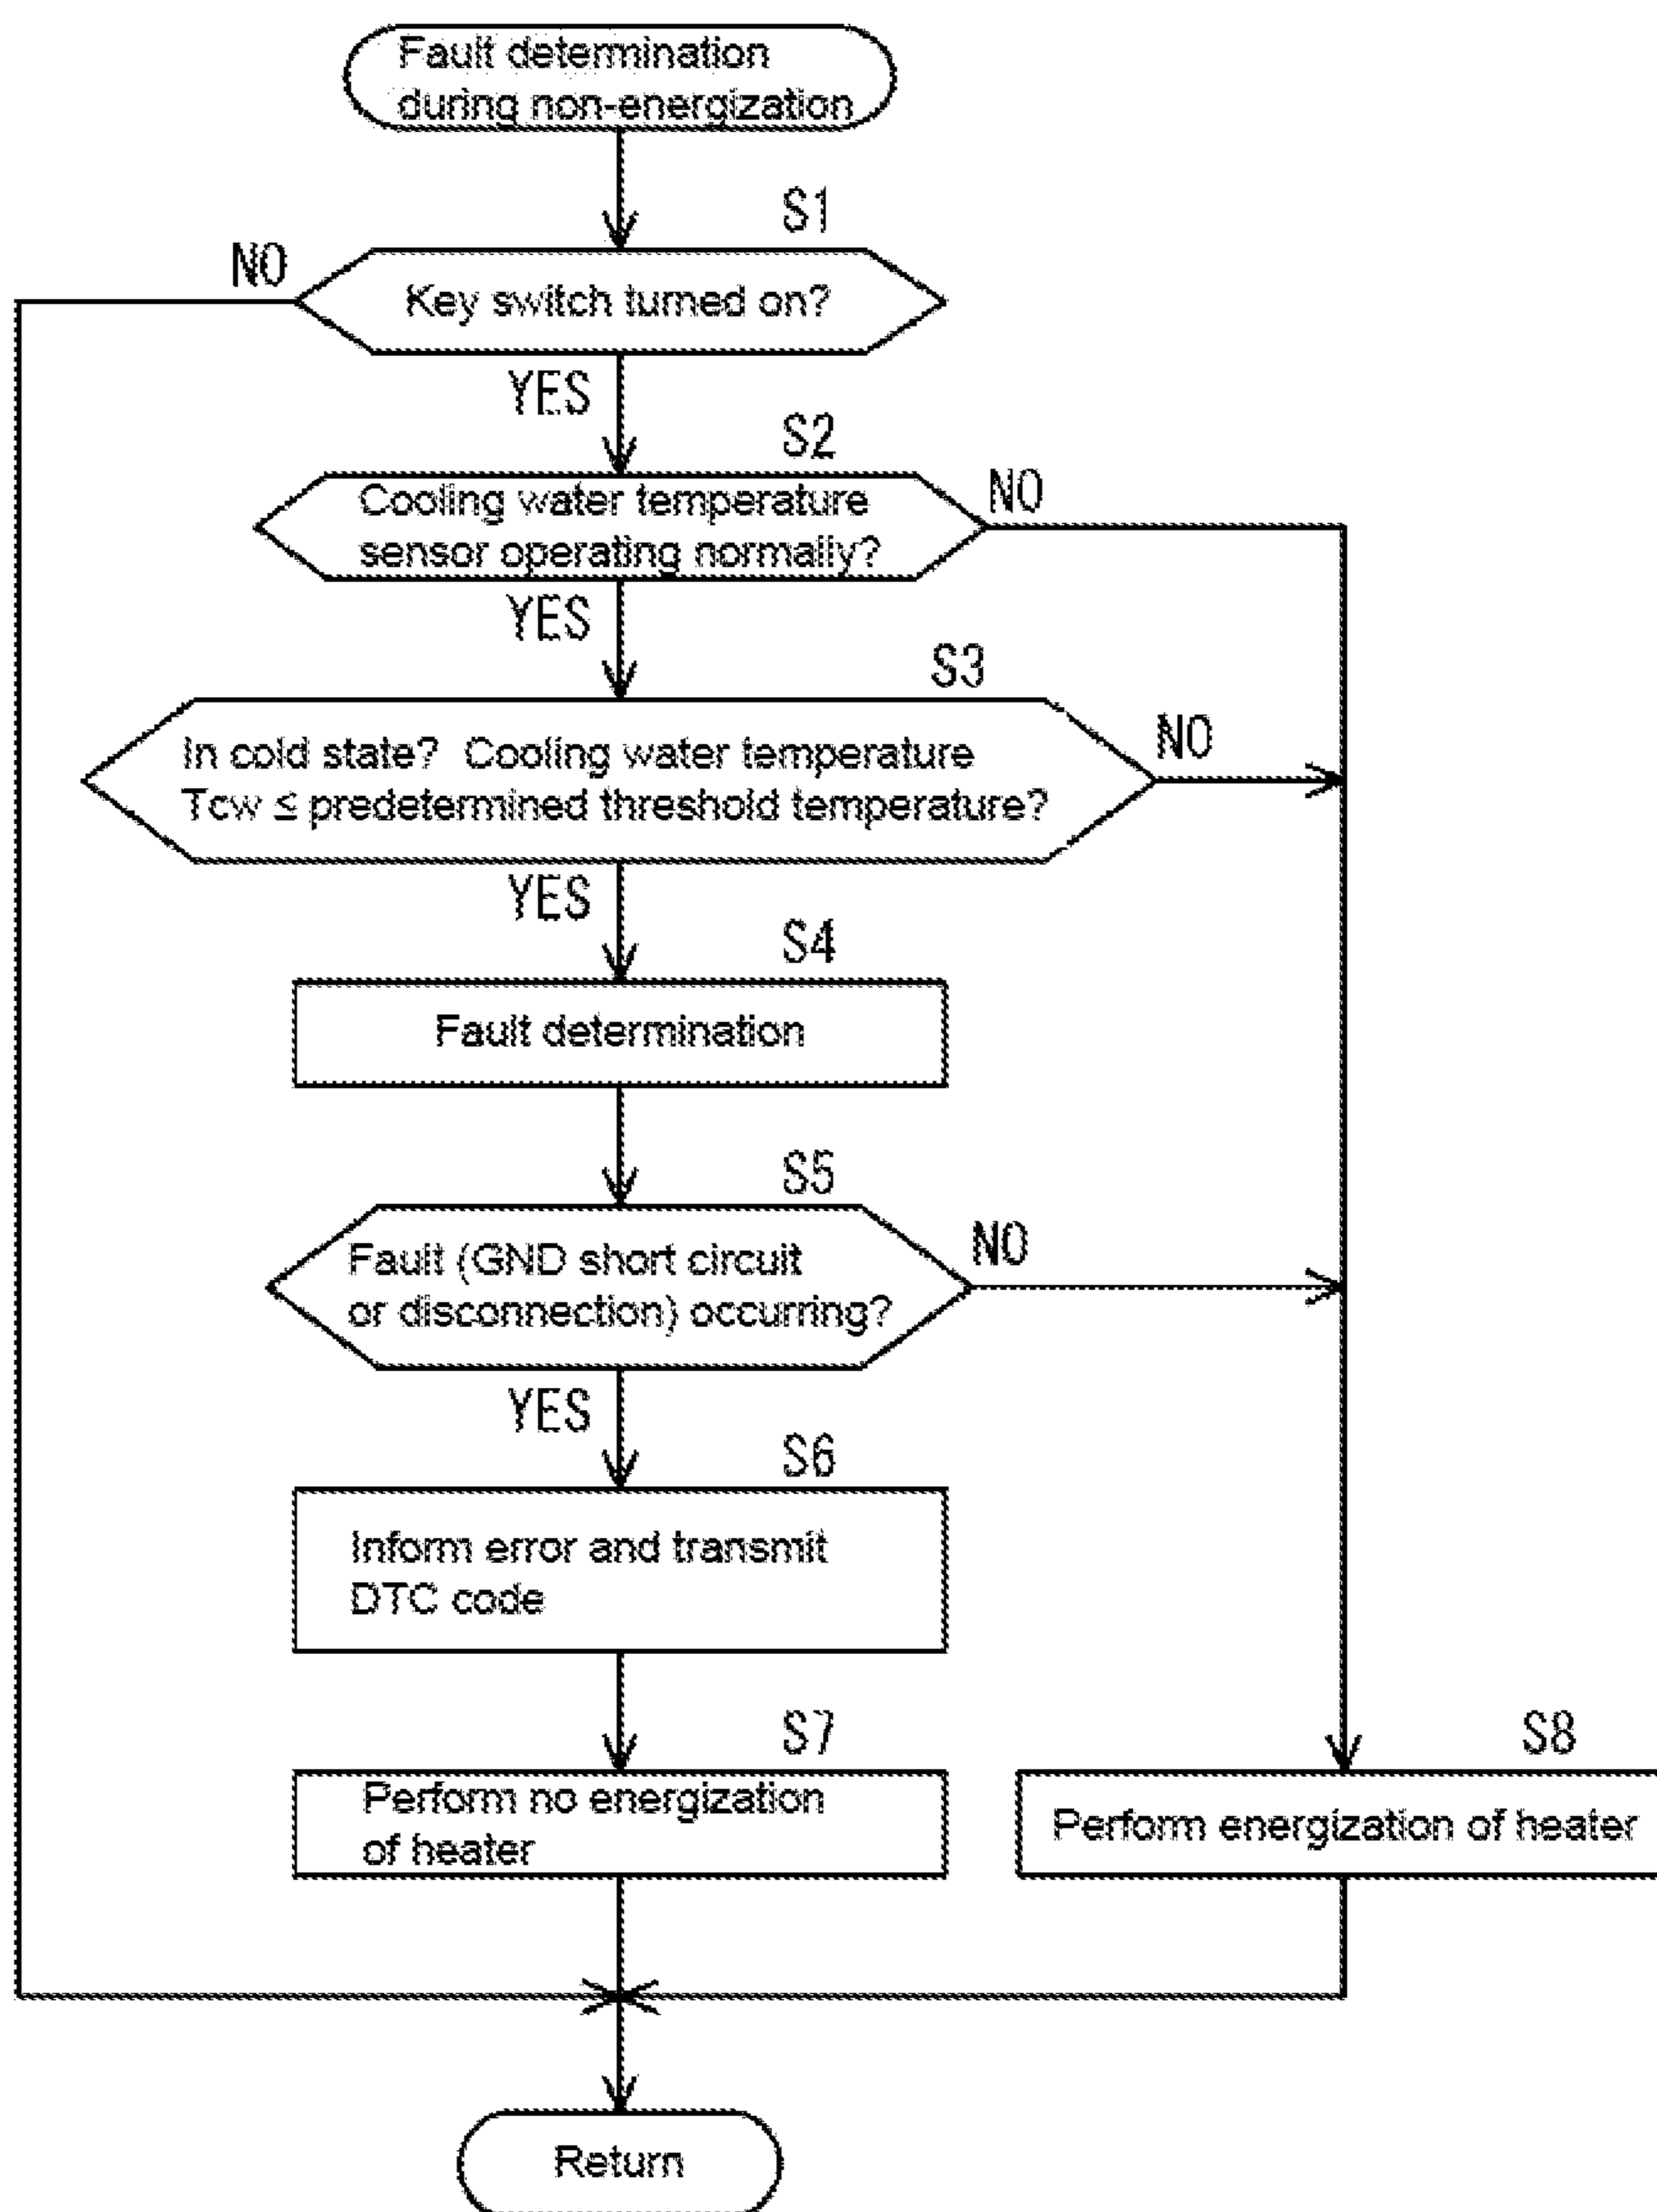 Fault determination
during non-energization
S1
NO
Key switch turned on?
YES
S2
Cooling water temperature
sensor operating normally?
NO
YES
S3
In cold state? Cooling water temperature
Tcw ≤ predetermined threshold temperature?
NO
YES
S4
Fault determination
S5
Fault (GND short circuit
or disconnection) occurring?
NO
YES
S6
Inform error and transmit
DTC code
S7
Perform no energization
of heater
S8
Perform energization of heater
Return